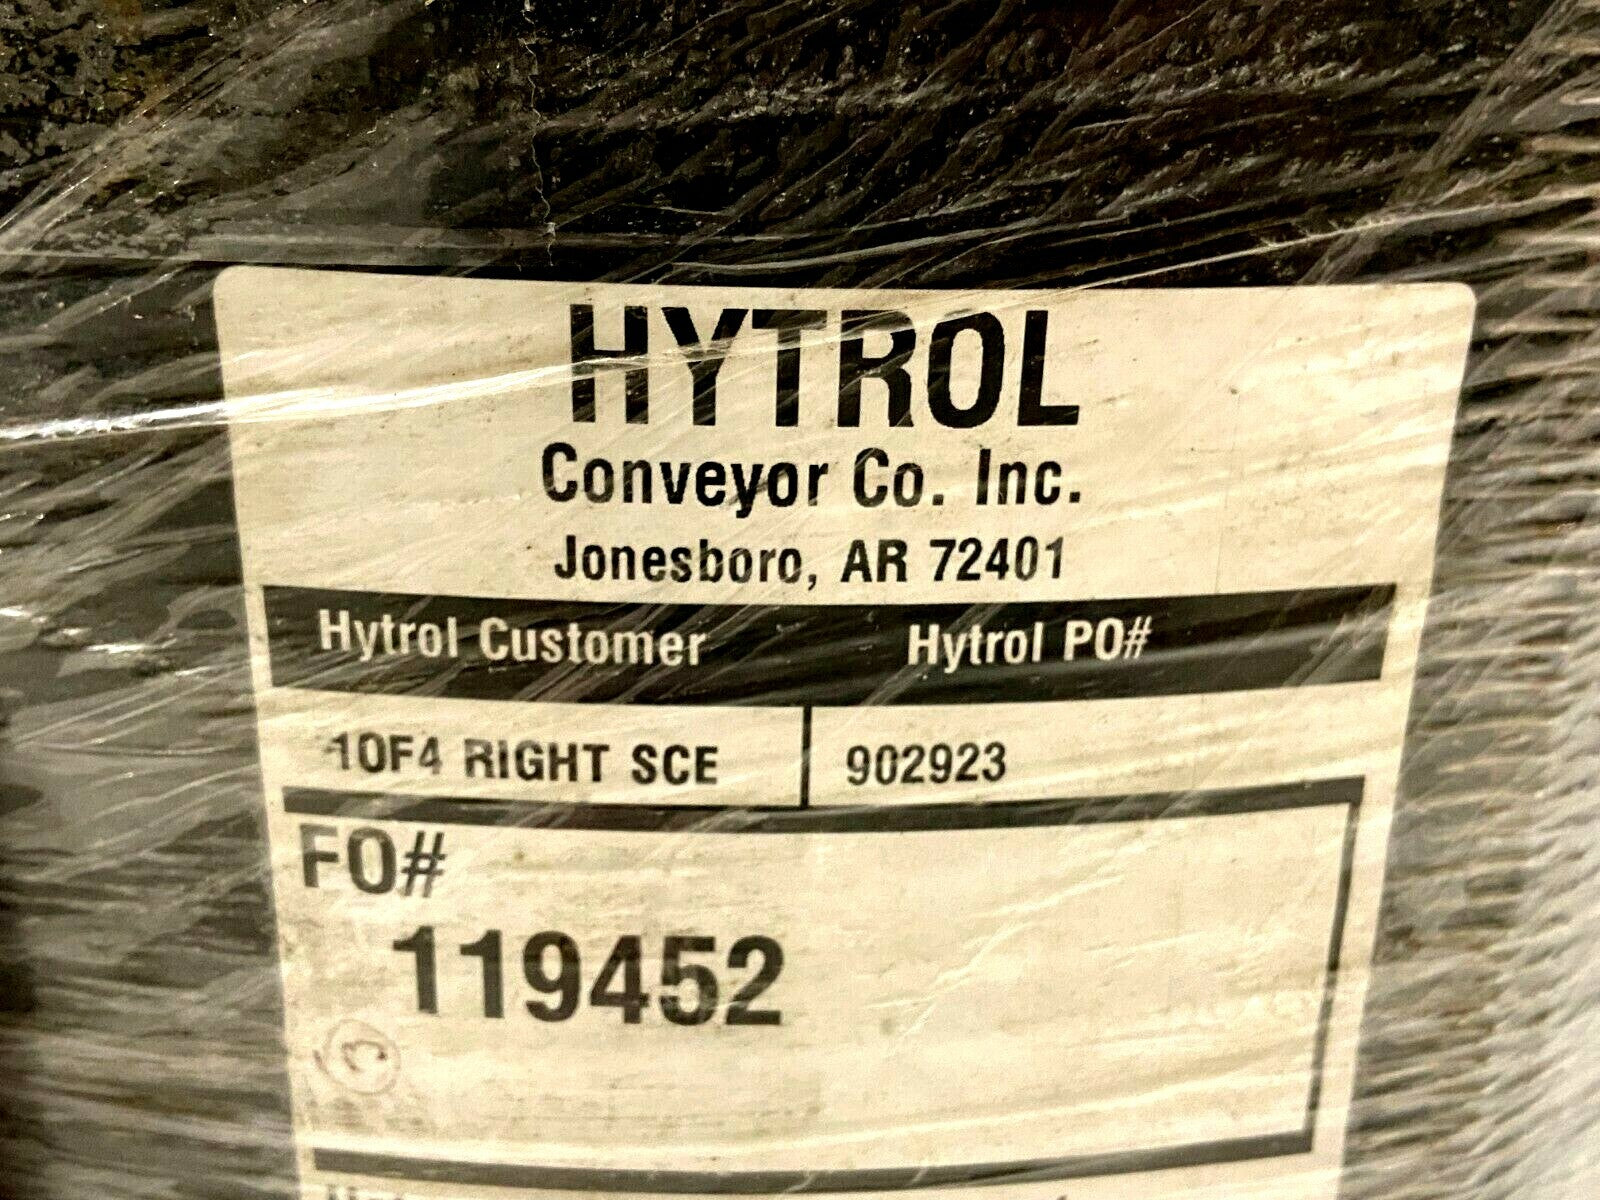 HYTROL
Conveyor Co. Inc.
Jonesboro, AR 72401
Hytrol Customer Hytrol PO#
1OF4 RIGHT SCE 902923
FO#
119452